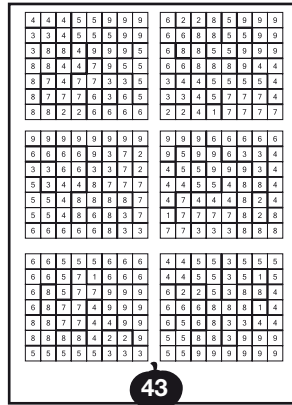 4 4 4 5 5 9 9 9
3 3 4 5 5 5 9 9
3 8 8 4 9 9 9 5
8 8 4 4 7 9 5 5
8 7 4 7 7 3 3 5
8 7 7 7 6 3 6 5
8 8 2 2 6 6 6 6
6 2 2 8 5 9 9 9
6 6 8 8 5 5 9 9
6 8 8 5 5 9 9 9
6 6 8 8 8 9 4 4
3 4 4 5 5 5 5 4
3 3 4 5 7 7 7 4
2 2 4 1 7 7 7 7
9 9 9 9 9 9 9 9
6 6 6 6 9 3 7 2
3 3 6 6 3 3 7 2
5 3 4 4 8 7 7 7
5 5 4 8 8 8 8 7
5 5 4 8 6 8 3 7
6 6 6 6 6 8 3 3
9 9 9 6 6 6 6 6
9 5 9 9 6 3 3 4
4 5 5 9 9 9 3 4
4 4 5 5 4 8 8 4
4 7 4 4 4 8 2 4
1 7 7 7 7 8 2 8
7 7 3 3 3 8 8 8
6 6 5 5 5 6 6 6
6 6 5 7 1 6 6 6
6 8 5 7 7 9 9 9
6 8 7 7 4 9 9 9
8 8 7 7 4 4 9 9
8 8 8 8 4 2 2 9
5 5 5 5 5 3 3 3
4 4 5 5 3 5 5 5
4 4 5 5 3 5 1 5
6 2 2 5 3 8 8 4
6 6 6 8 8 8 1 4
6 5 6 8 3 3 4 4
5 5 8 8 3 9 9 9
5 5 9 9 9 9 9 9
43